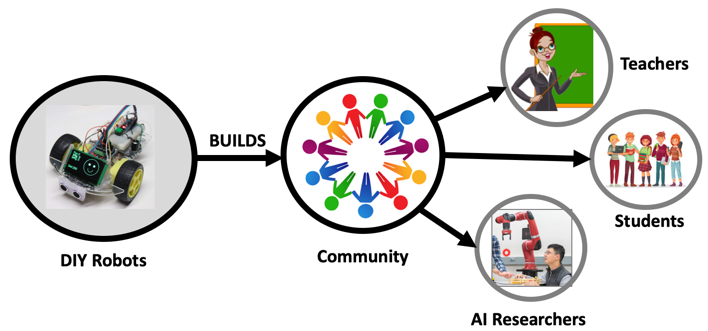 Teachers
BUILDS
Students
DIY Robots
Community
AI Researchers